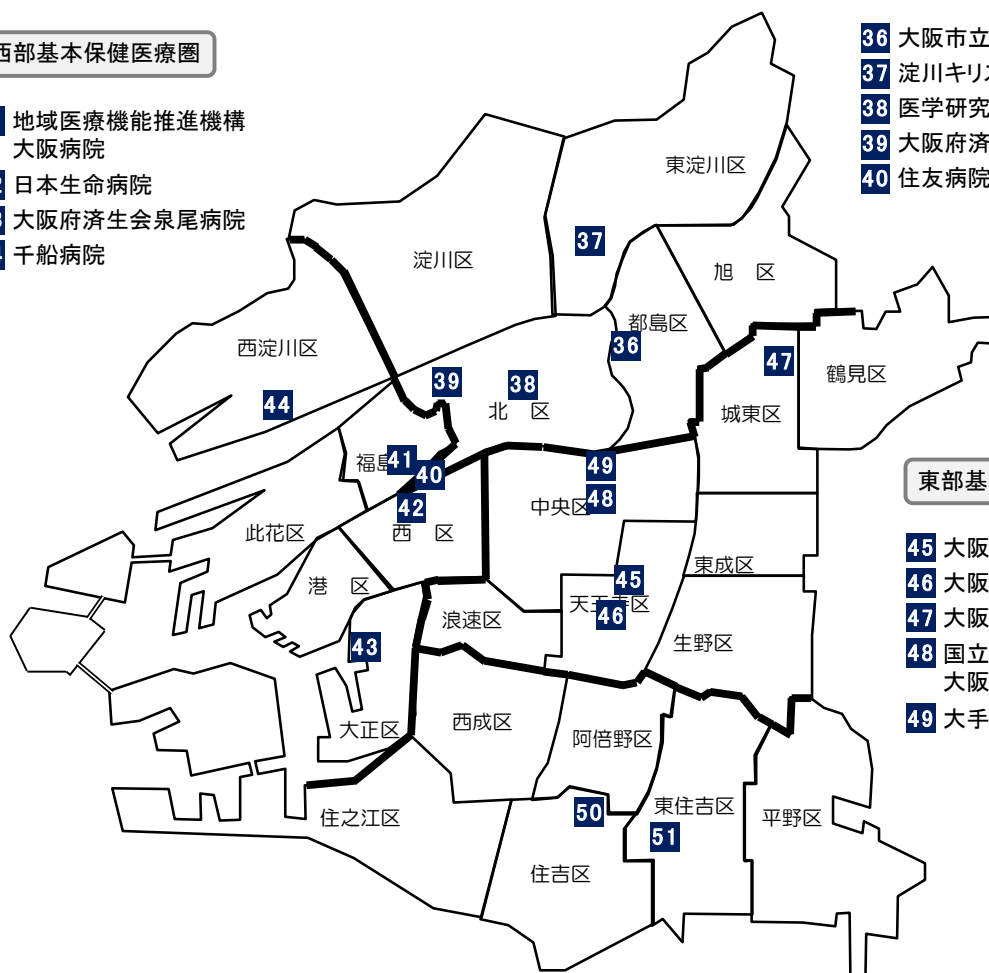 西部基本保健医療圏
地域医療機能推進機構
大阪病院
日本生命病院
大阪府済生会泉尾病院
千船病院
36 大阪市立
37 淀川キリス
38 医学研究
39 大阪府済
40 住友病院
東淀川区
37
淀川区
旭 区
都島区
36
西淀川区
47
鶴見区
39
38
44
北 区
城東区
福島
41
40
49
48
42
中央区
西 区
此花区
東部基
45 大阪
46 大阪
47 大阪
48 国立
大阪
49 大手
東成区
港 区
45
天王寺区
46
浪速区
43
生野区
西成区
大正区
阿倍野区
住之江区
50
東住吉区
平野区
51
住吉区